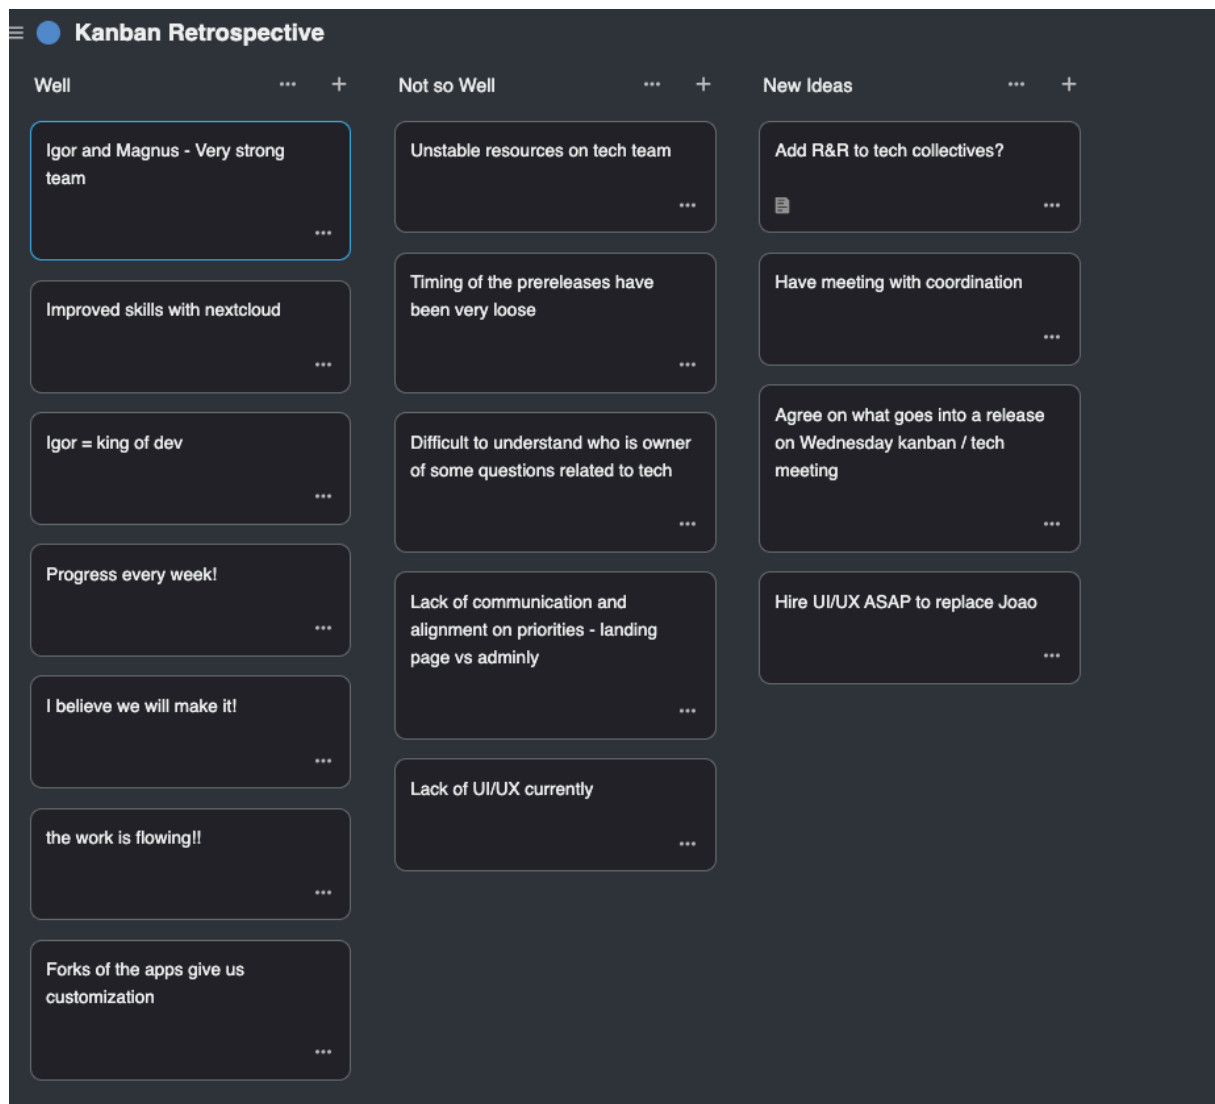 Kanban Retrospective
Well
Igor and Magnus - Very strong
team
Improved skills with nextcloud
Igor = king of dev
Progress every week!
I believe we will make it!
the work is flowing!!
Forks of the apps give us
customization
Not so Well
Unstable resources on tech team
Timing of the prereleases have
been very loose
Difficult to understand who is owner
of some questions related to tech
Lack of communication and
alignment on priorities - landing
page vs adminly
Lack of UI/UX currently
New Ideas
Add R&R to tech collectives?
Have meeting with coordination
Agree on what goes into a release
on Wednesday kanban / tech
meeting
Hire UI/UX ASAP to replace Joao